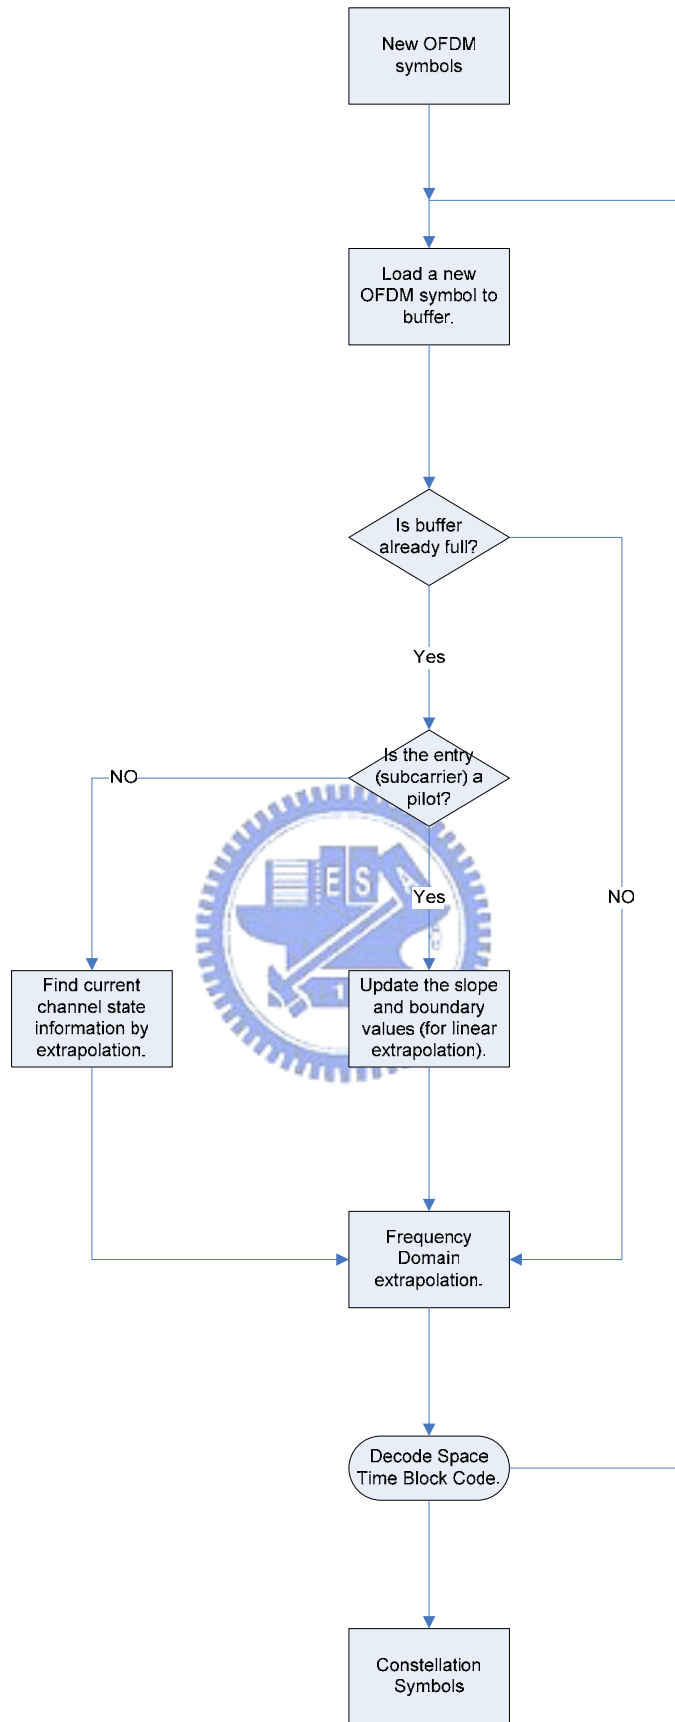 New OFDM
symbols
Load a new
OFDM symbol to
buffer.
Is buffer
already full?
Yes
Is the entry
(subcarrier) a
pilot?
NO
E S
Yes
NO
Find current
channel state
information by
extrapolation.
1
Update the slope
and boundary
values (for linear
extrapolation).
Frequency
Domain
extrapolation.
Decode Space
Time Block Code.
Constellation
Symbols